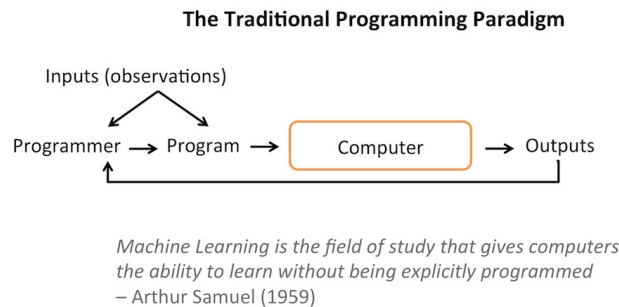 The Traditional Programming Paradigm
Inputs (observations)
Programmer
Program
Computer
Outputs
Machine Learning is the field of study that gives computers
the ability to learn without being explicitly programmed
– Arthur Samuel (1959)